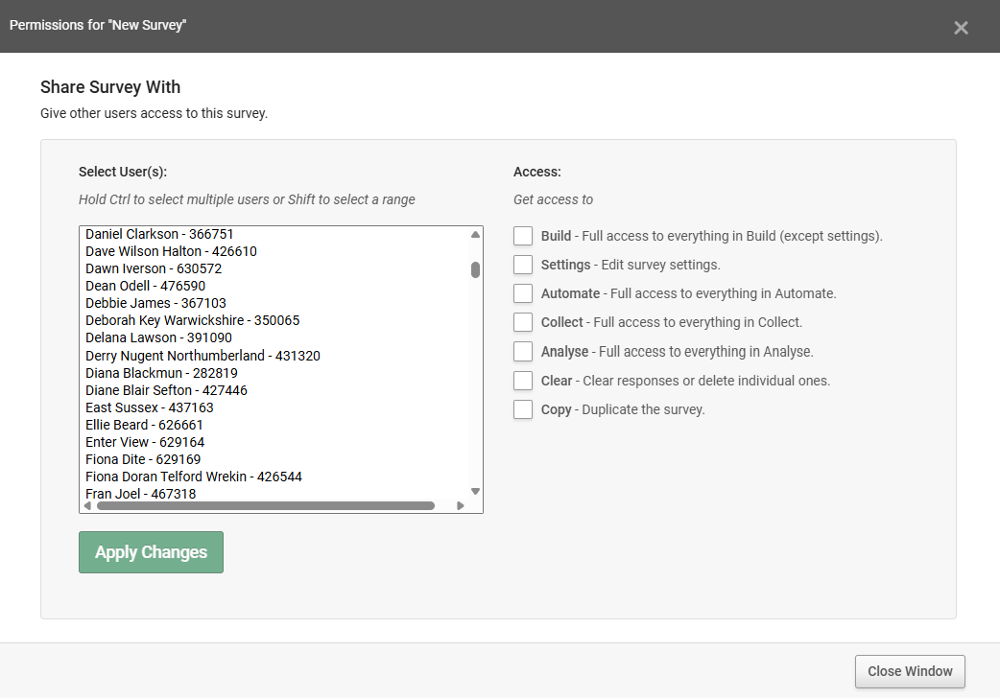 Permissions for "New Survey"
Share Survey With
Give other users access to this survey.
Select User(s):
Hold Ctrl to select multiple users or Shift to select a range
Daniel Clarkson - 366751
Dave Wilson Halton - 426610
Dawn Iverson - 630572
Dean Odell - 476590
Debbie James - 367103
Deborah Key Warwickshire - 350065
Delana Lawson - 391090
Derry Nugent Northumberland - 431320
Diana Blackmun - 282819
Diane Blair Sefton - 427446
East Sussex - 437163
Ellie Beard - 626661
Enter View - 629164
Fiona Dite - 629169
Fiona Doran Telford Wrekin - 426544
Fran Joel - 467318
Apply Changes
Access:
Get access to
Build - Full access to everything in Build (except settings).
Settings - Edit survey settings.
Automate - Full access to everything in Automate.
Collect - Full access to everything in Collect.
Analyse - Full access to everything in Analyse.
Clear - Clear responses or delete individual ones.
Copy - Duplicate the survey.
Close Window